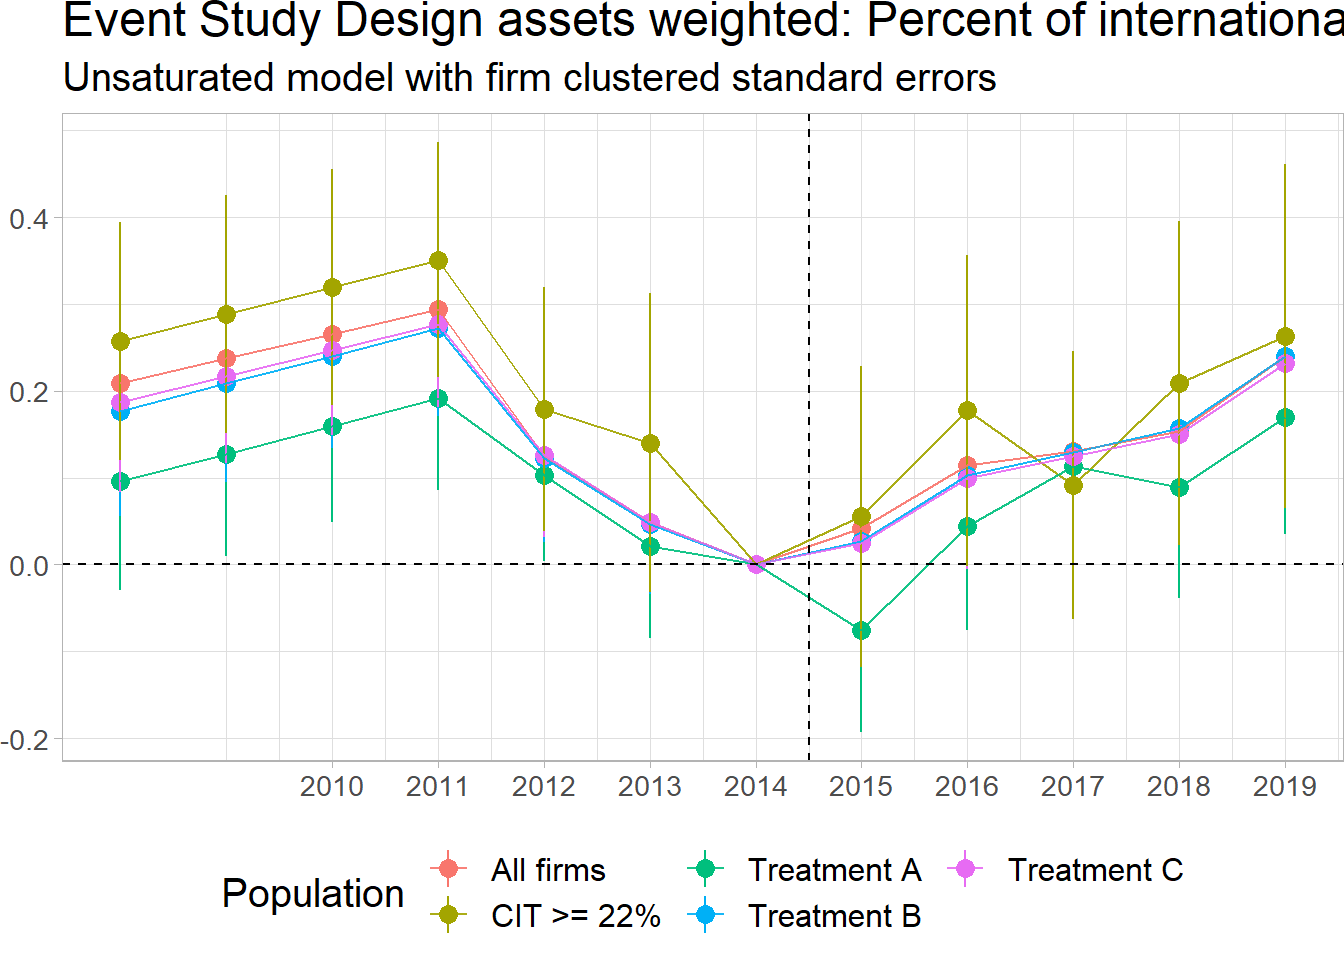 Event Study Design assets weighted: Percent of internationa
Unsaturated model with firm clustered standard errors
0.4
0.2
0.0
-0.2
2010 2011 2012 2013 2014 2015 2016 2017 2018 2019
Population
All firms
Treatment A
Treatment C
CIT >= 22%
Treatment B